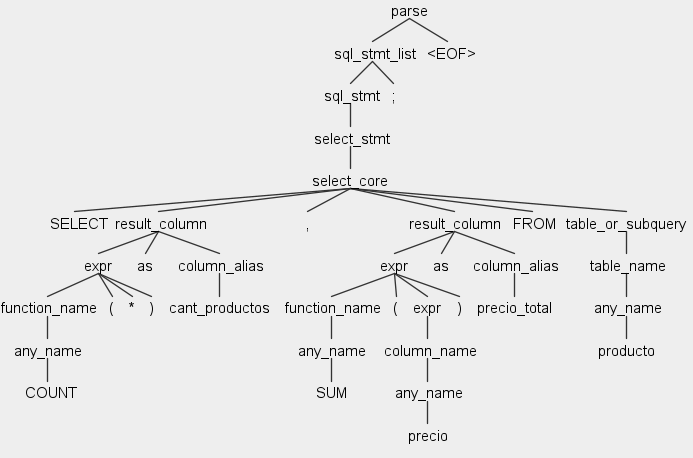 parse
sql_stmt_list <EOF>
sql_stmt ;
select_stmt
select_core
SELECT result_column , result_column FROM table_or_subquery
expr as column_alias expr as column_alias table_name
function_name ( * ) cant_productos function_name ( expr ) precio_total any_name
any_name any_name column_name producto
COUNT SUM any_name
precio